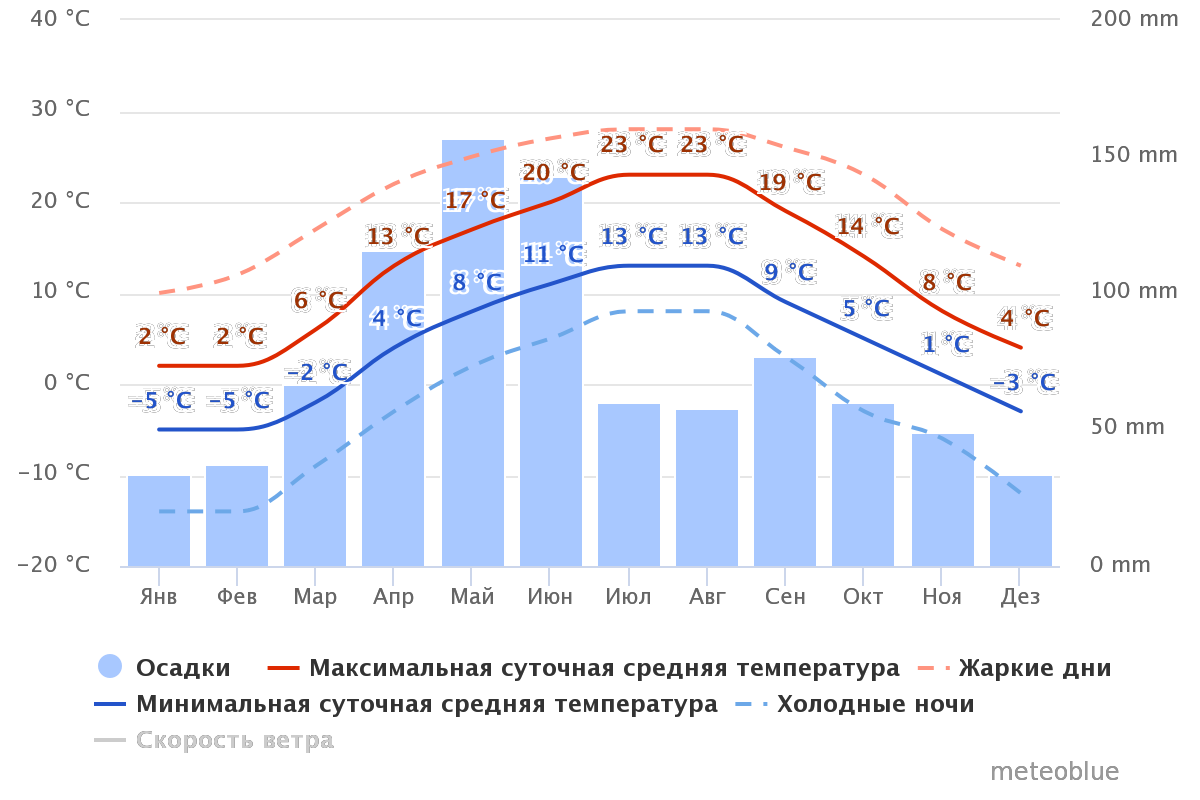 40 °C
200 mm
30 °C
150 mm
20 °C
10 °C
100 mm
0 °C
50 mm
−10 °C
−20 °C
0 mm
2 °C 2 °C 6 °C 13 °C 17 °C 20 °C 23 °C 23 °C 19 °C 14 °C 8 °C 4 °C
−5 °C −5 °C −2 °C 4 °C 8 °C 11 °C 13 °C 13 °C 9 °C 5 °C 1 °C −3 °C
Янв Фев Мар Апр Май Июн Июл Авг Сен Окт Ноя Дез
Осадки Максимальная суточная средняя температура Жаркие дни
Минимальная суточная средняя температура Холодные ночи
Скорость ветра
meteoblue